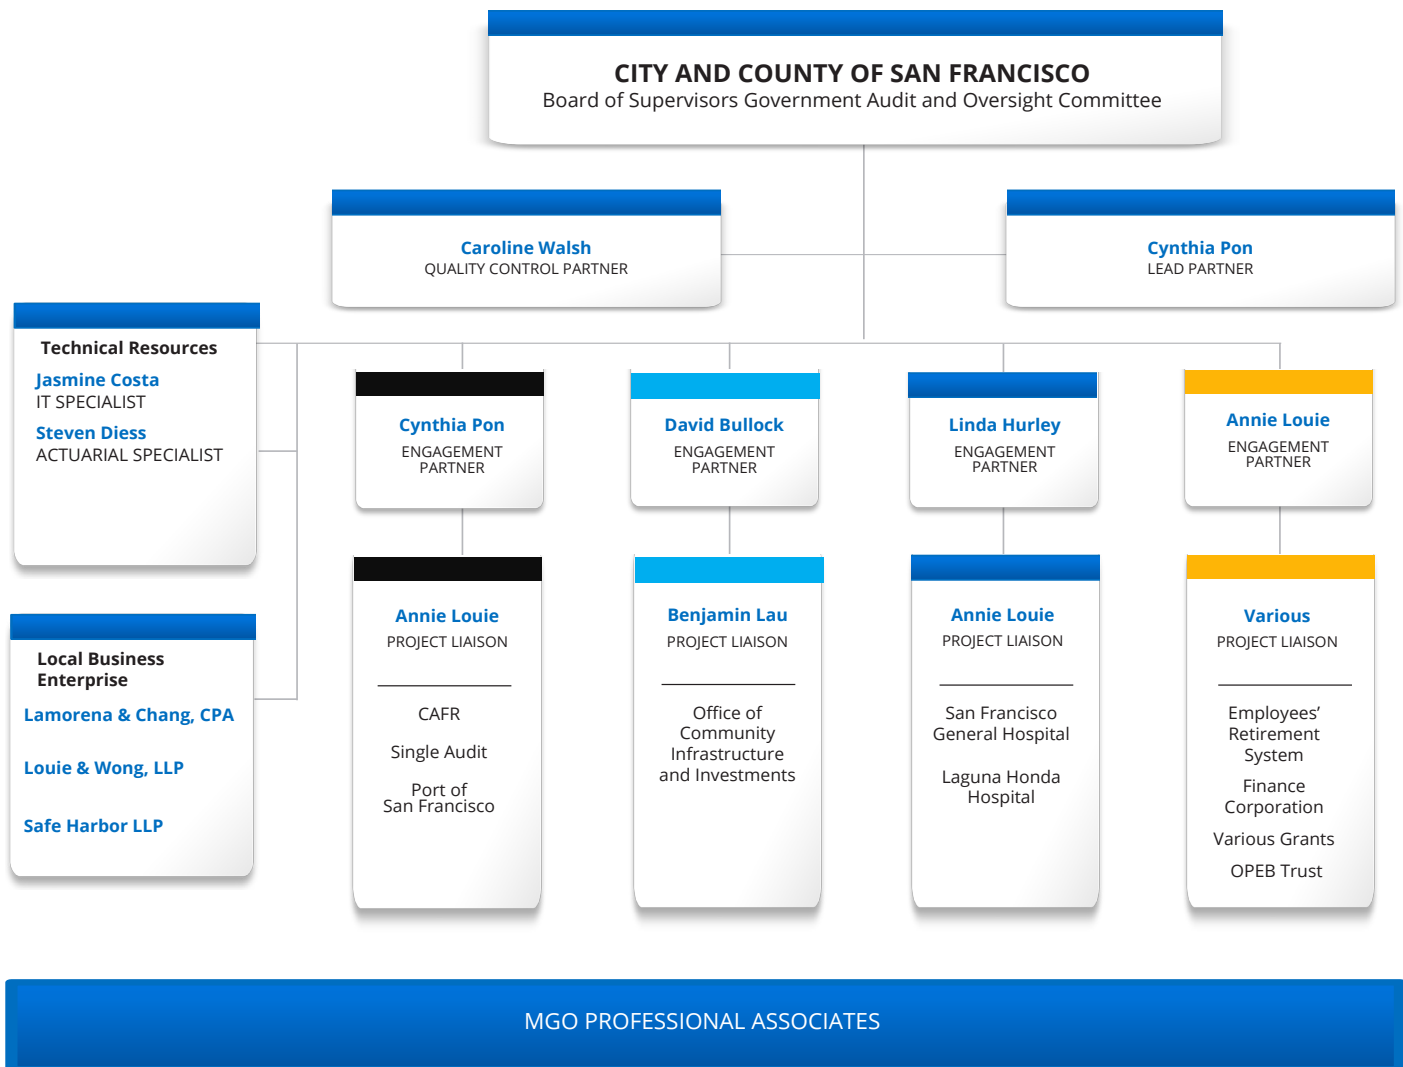 CITY AND COUNTY OF SAN FRANCISCO
Board of Supervisors Government Audit and Oversight Committee
Caroline Walsh
QUALITY CONTROL PARTNER
Cynthia Pon
LEAD PARTNER
Technical Resources
Jasmine Costa
IT SPECIALIST
Steven Diess
ACTUARIAL SPECIALIST
Local Business
Enterprise
Lamorena & Chang, CPA
Louie & Wong, LLP
Safe Harbor LLP
Cynthia Pon
ENGAGEMENT
PARTNER
Annie Louie
PROJECT LIAISON
CAFR
Single Audit
Port of
San Francisco
David Bullock
ENGAGEMENT
PARTNER
Benjamin Lau
PROJECT LIAISON
Office of
Community
Infrastructure
and Investments
Linda Hurley
ENGAGEMENT
PARTNER
Annie Louie
PROJECT LIAISON
San Francisco
General Hospital
Laguna Honda
Hospital
Annie Louie
ENGAGEMENT
PARTNER
Various
PROJECT LIAISON
Employees’
Retirement
System
Finance
Corporation
Various Grants
OPEB Trust
MGO PROFESSIONAL ASSOCIATES